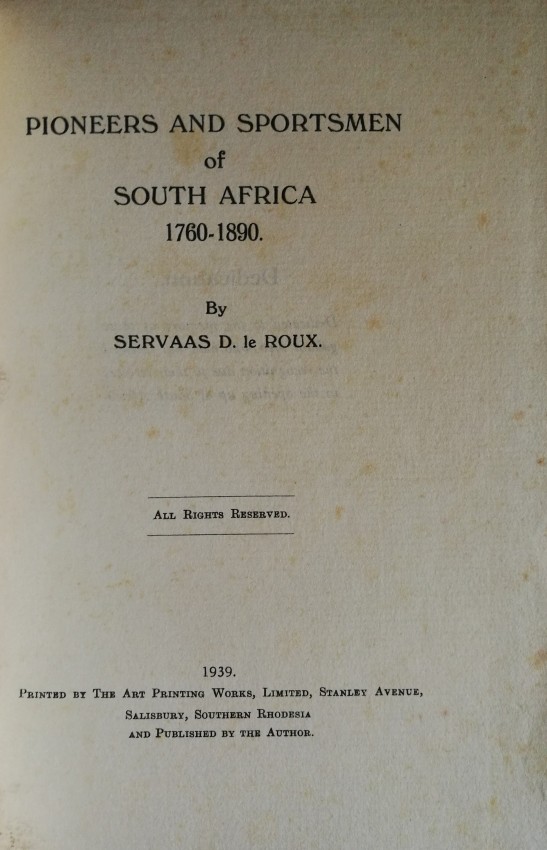 PIONEERS AND SPORTSMEN
of
SOUTH AFRICA
1760-1890.
By
SERVAAS D. le ROUX.
ALL RIGHTS RESERVED.
1939.
PRINTED BY THE ART PRINTING WORKS, LIMITED, STANLEY AVENUE,
SALISBURY, SOUTHERN RHODESIA
AND PUBLISHED BY THE AUTHOR.